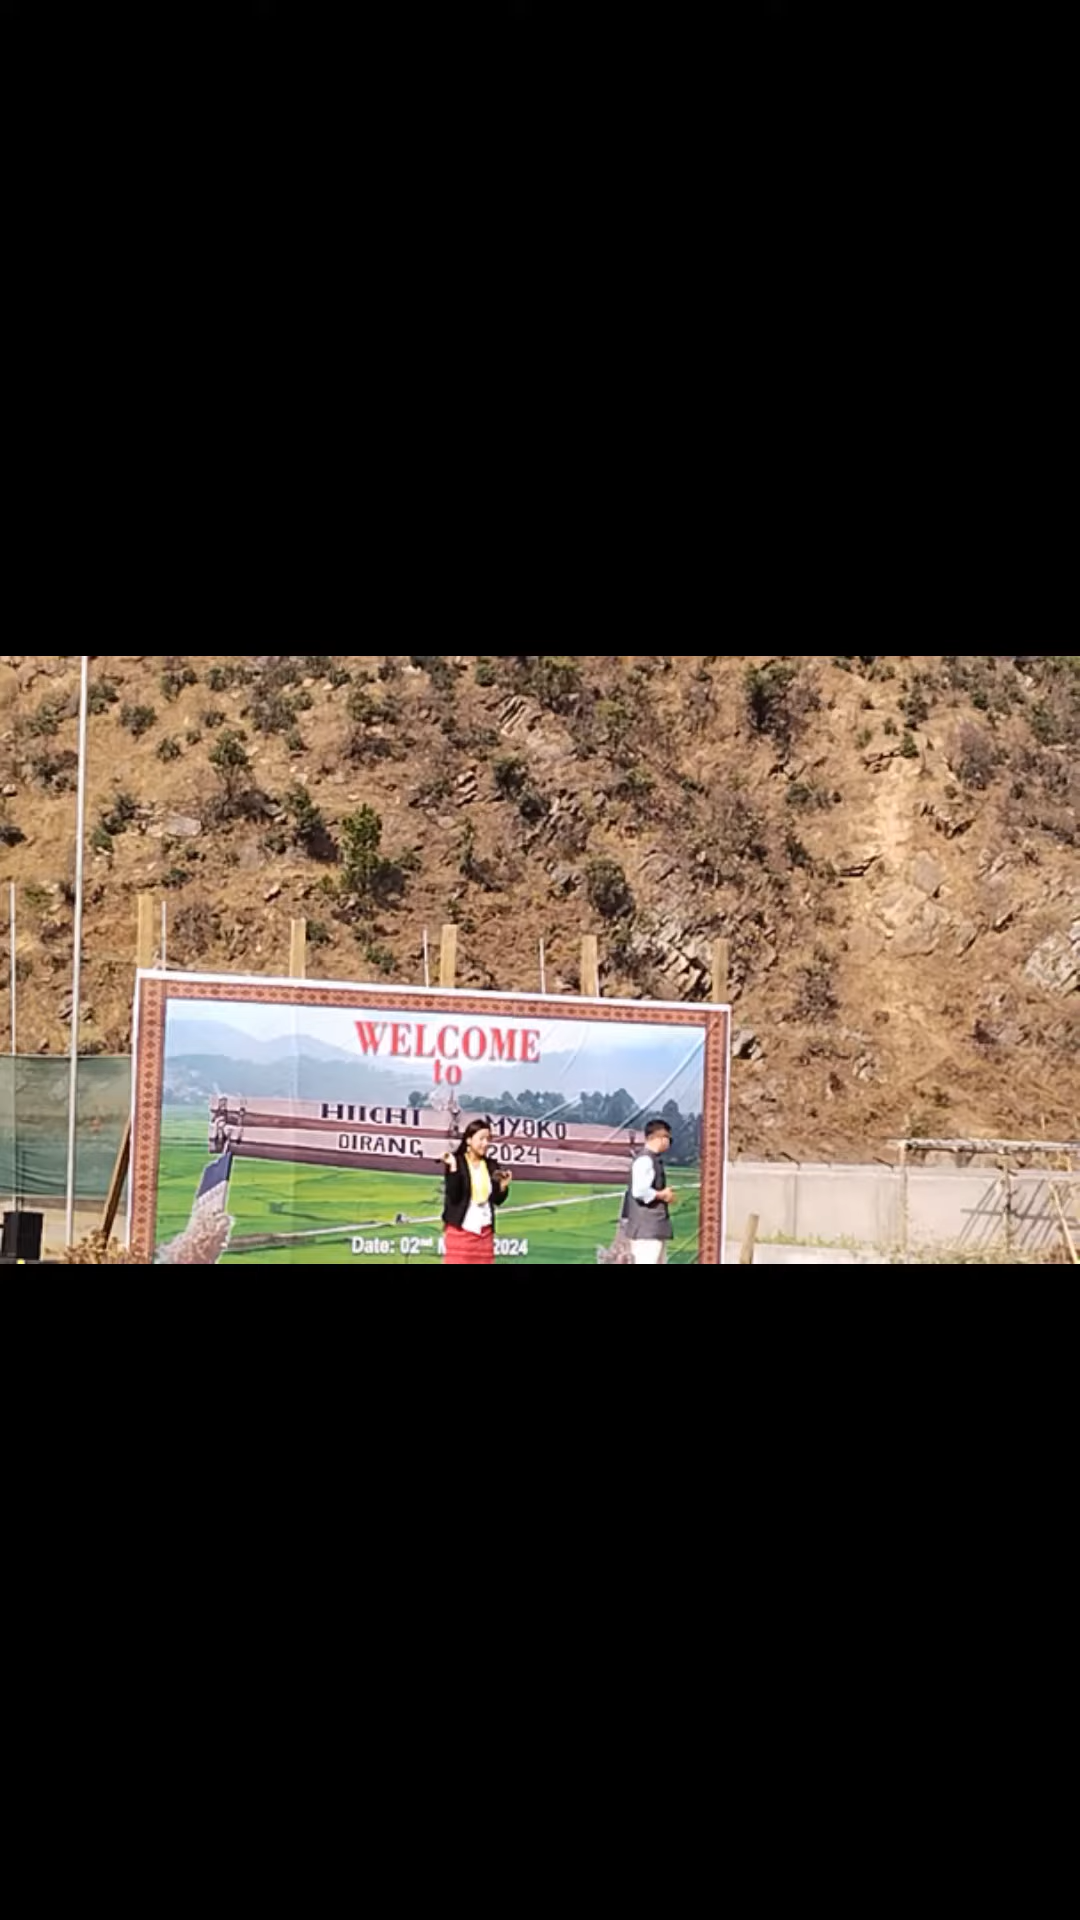 WELCOME
to
HIICHI MYOKO
DIRANG 2024
Date: 02nd 2024